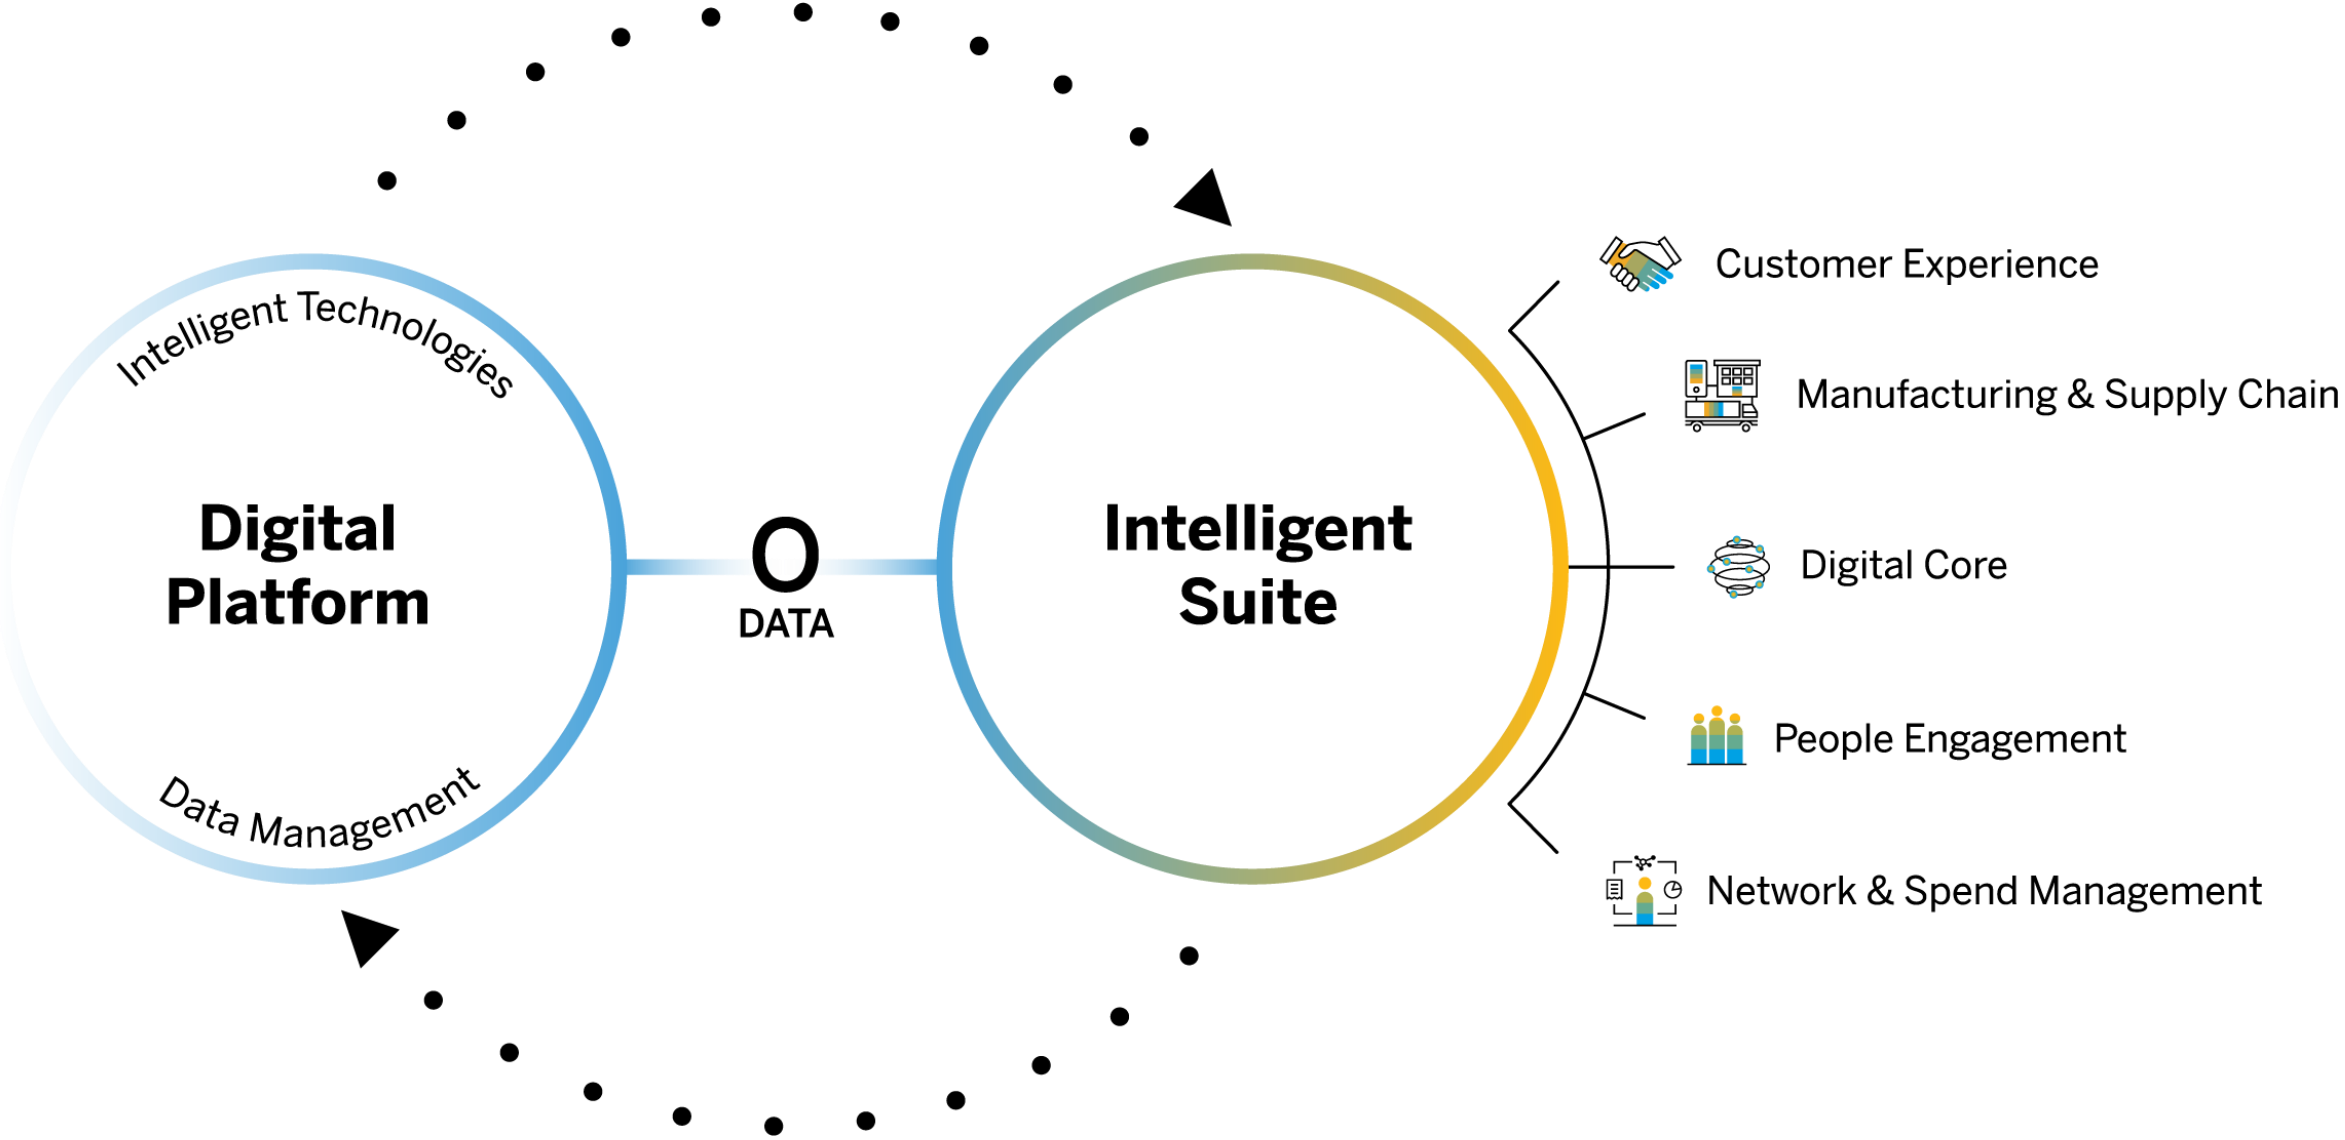 Intelligent Technologies
Digital
Platform
Data Management
O
DATA
Intelligent
Suite
Customer Experience
Manufacturing & Supply Chain
Digital Core
People Engagement
Network & Spend Management